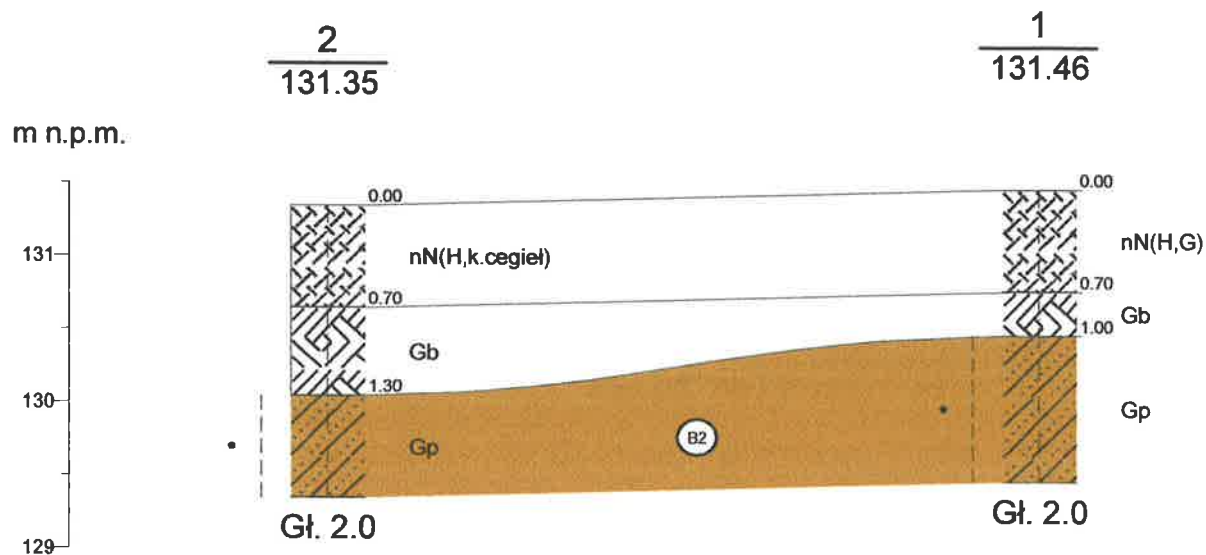 2
131.35
1
131.46
m n.p.m.
131
130
129
0.00
nN(H,k.cegieł)
0.70
Gb
1.30
Gp
B2
Gł. 2.0
0.00
nN(H,G)
0.70
Gb
1.00
Gp
Gł. 2.0